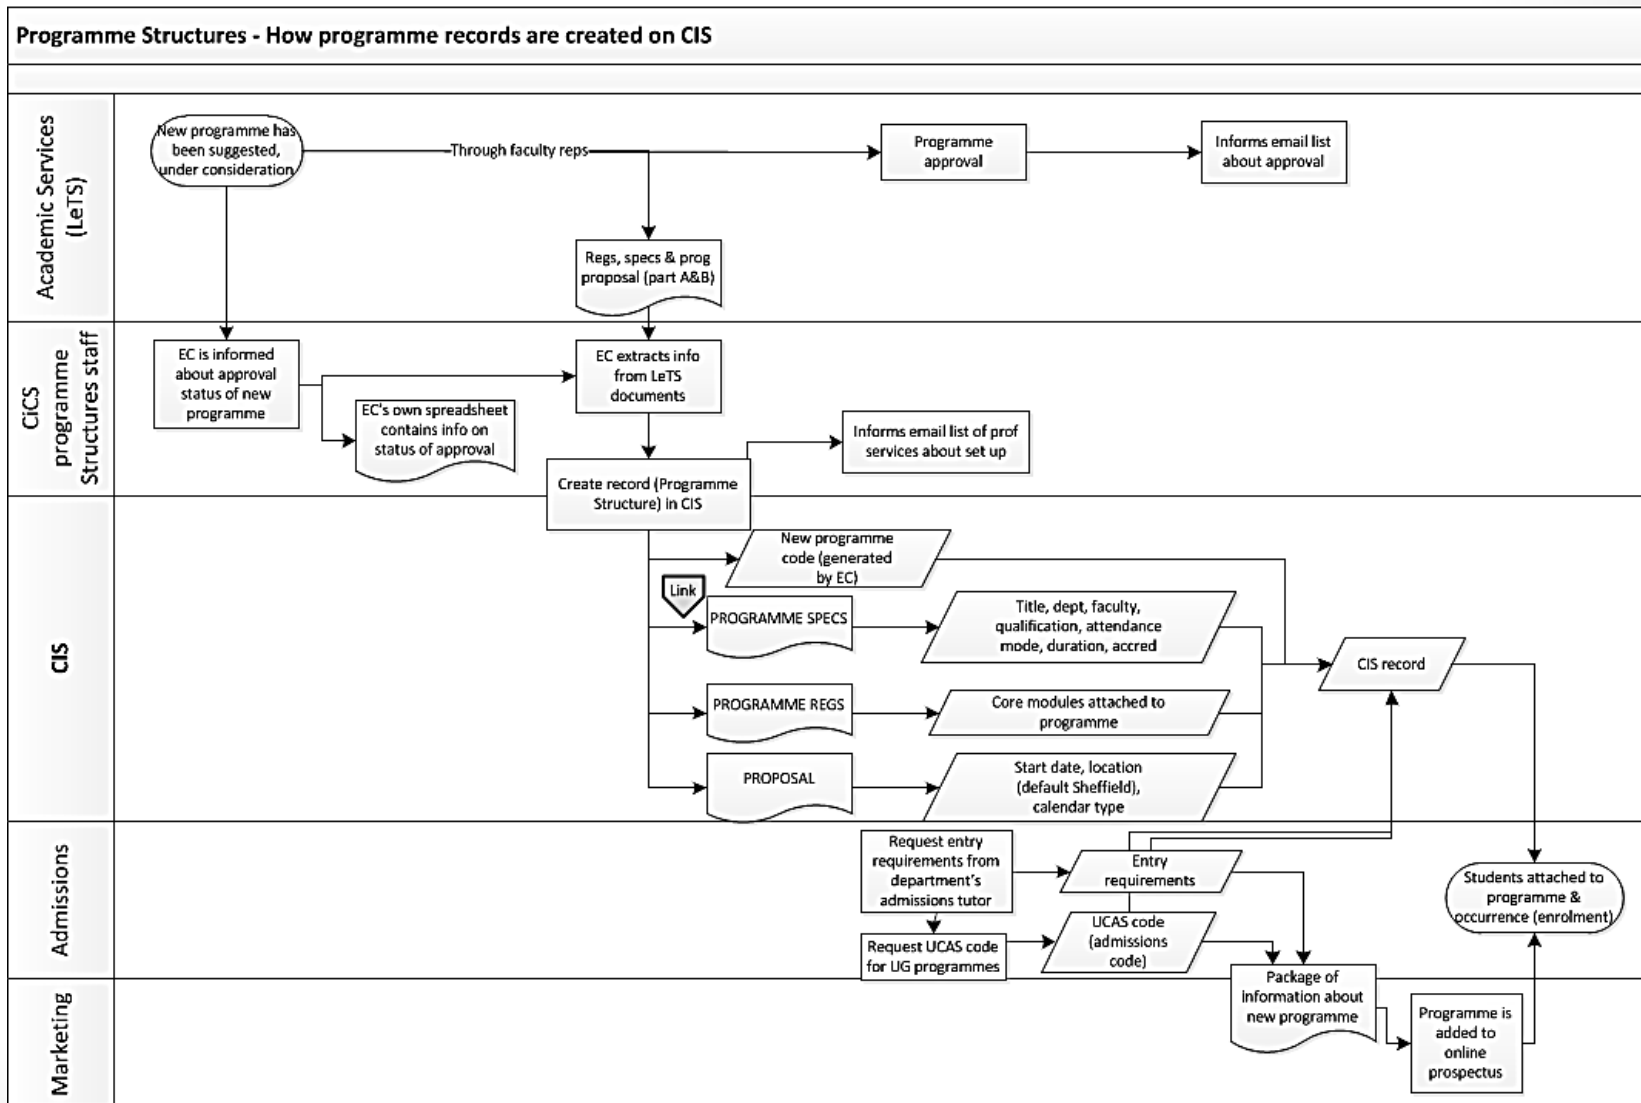 Programme Structures - How programme records are created on CIS
Academic Services
(LeTS)
New programme has
been suggested,
under consideration
Through faculty reps
Programme
approval
Informs email list
about approval
Regs, specs & prog
proposal (part A&B)
CiCS
programme
Structures staff
EC is informed
about approval
status of new
programme
EC's own spreadsheet
contains info on
status of approval
EC extracts info
from LeTS
documents
Informs email list of prof
services about set up
Create record (Programme
Structure) in CIS
CIS
New programme
code (generated
by EC)
Link
PROGRAMME SPECS
Title, dept, faculty,
qualification, attendance
mode, duration, accred
CIS record
PROGRAMME REGS
Core modules attached to
programme
PROPOSAL
Start date, location
(default Sheffield),
calendar type
Admissions
Request entry
requirements from
department's
admissions tutor
Entry
requirements
Students attached to
programme &
occurrence (enrolment)
Request UCAS code
for UG programmes
UCAS code
(admissions
code)
Marketing
Package of
information about
new programme
Programme is
added to
online
prospectus